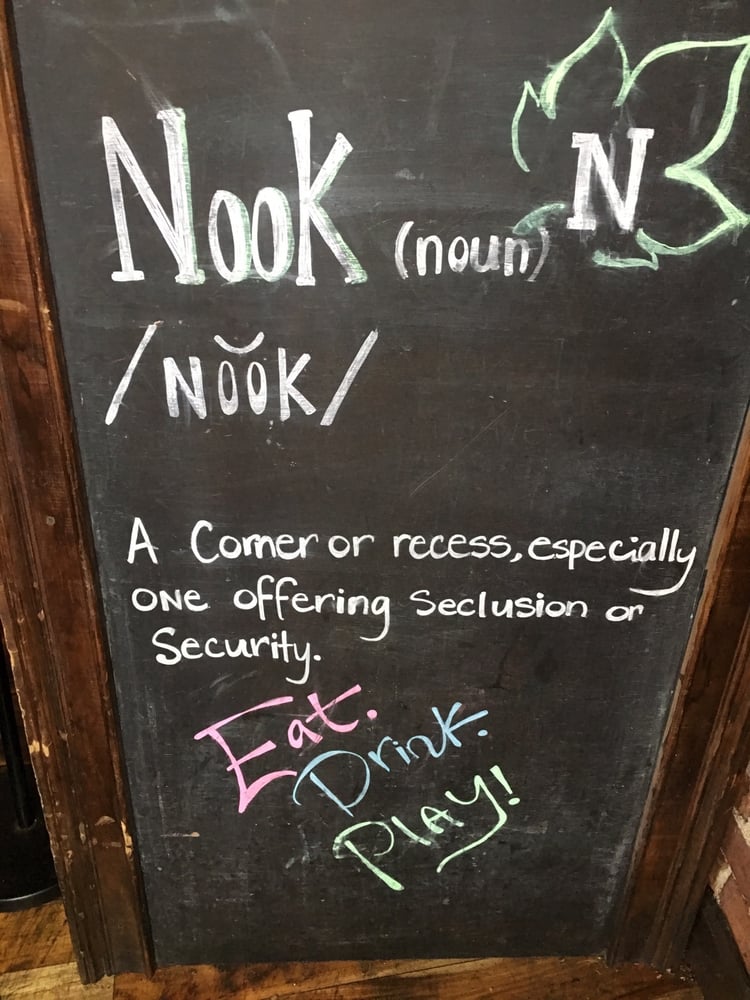 Nook (noun) N
/NŏŏK/
A Corner or recess, especially
ONE offering Seclusion or
Security.
Eat.
Drink.
PLAY!